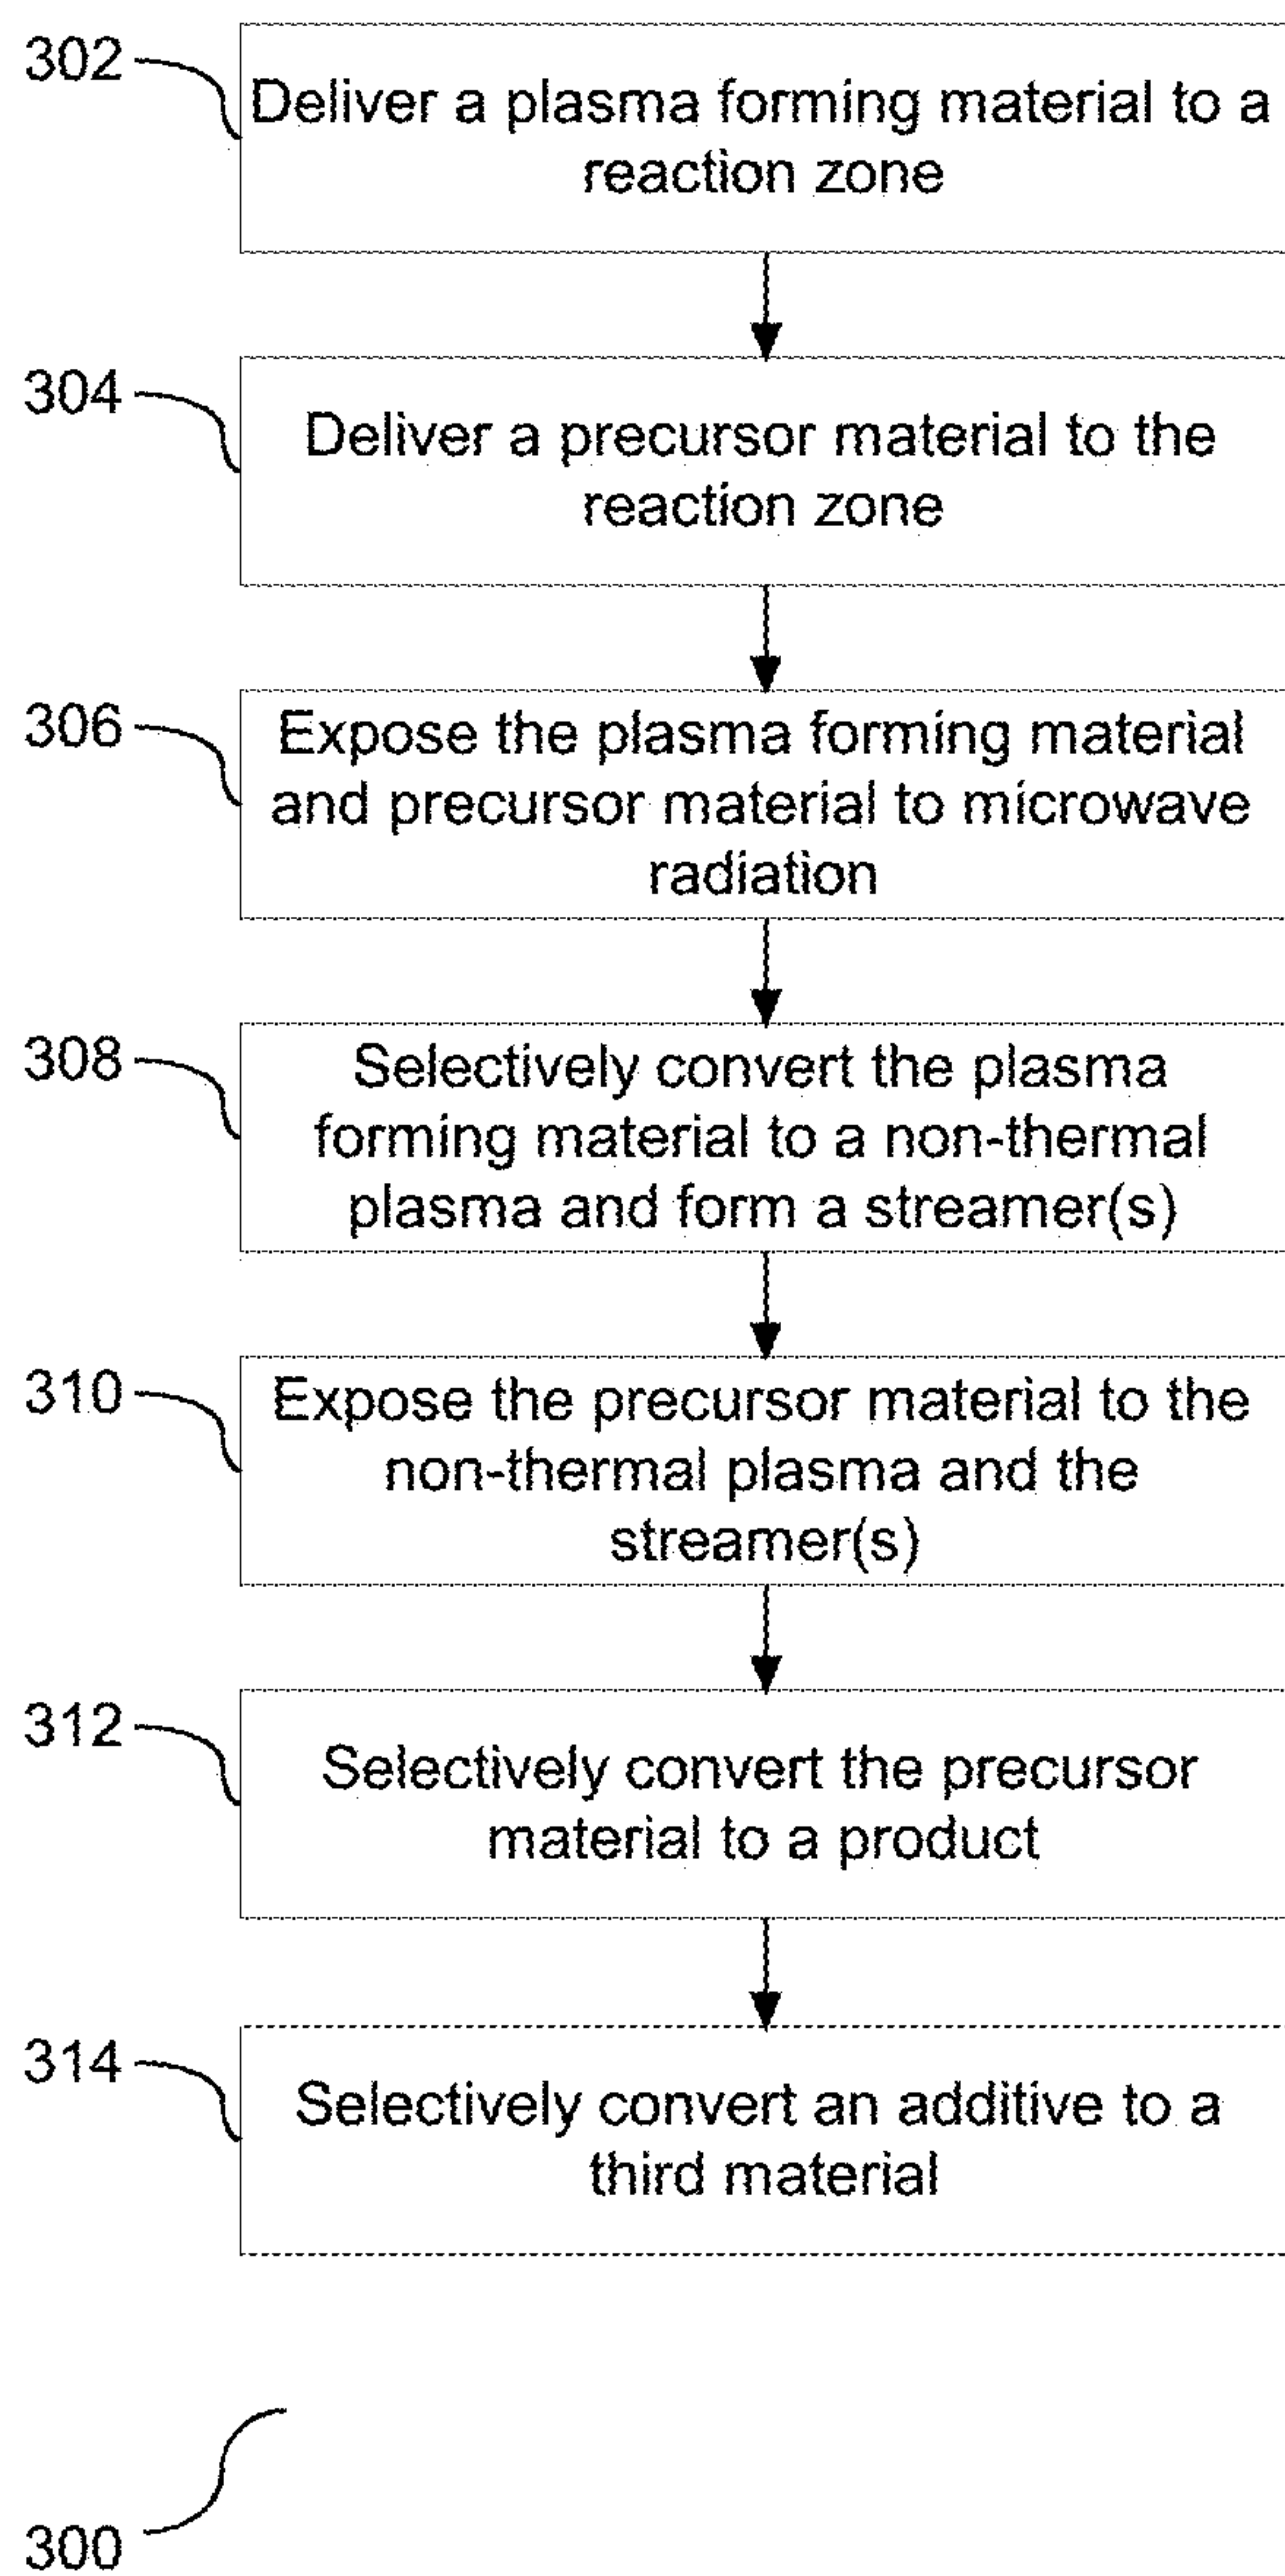 302
Deliver a plasma forming material to a
reaction zone
304
Deliver a precursor material to the
reaction zone
306
Expose the plasma forming material
and precursor material to microwave
radiation
308
Selectively convert the plasma
forming material to a non-thermal
plasma and form a streamer(s)
310
Expose the precursor material to the
non-thermal plasma and the
streamer(s)
312
Selectively convert the precursor
material to a product
314
Selectively convert an additive to a
third material
300